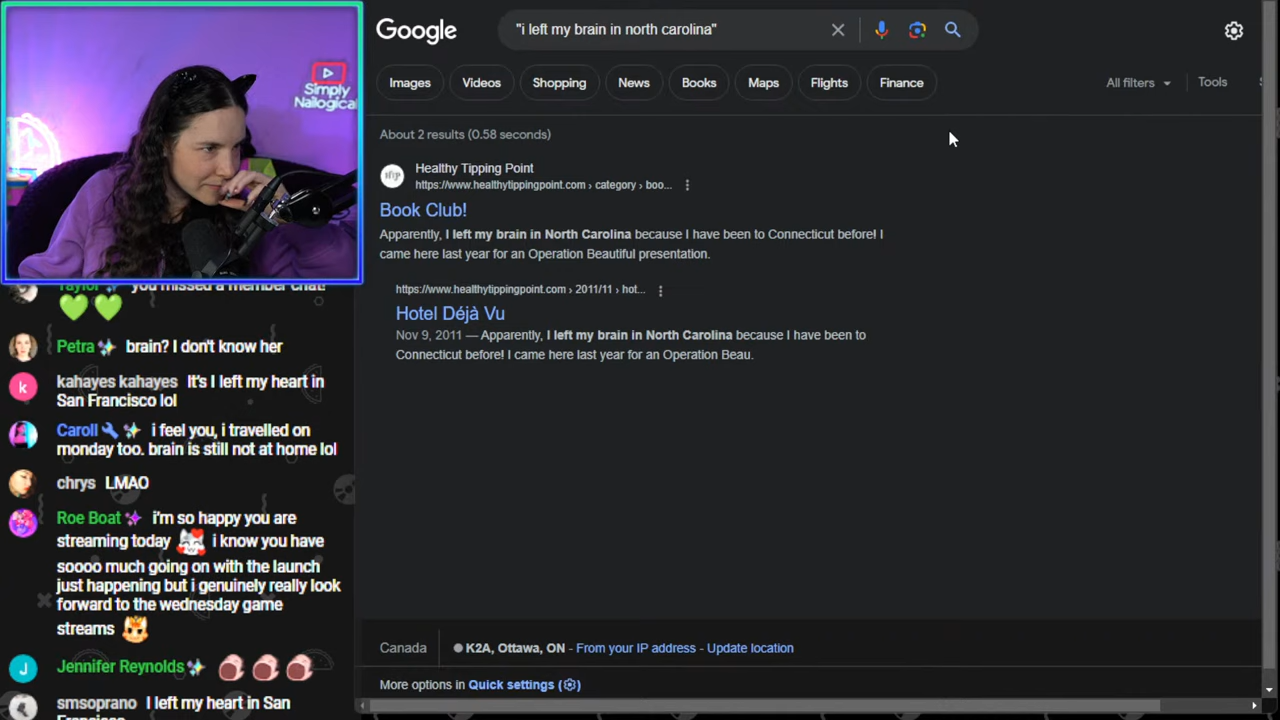 Simply
Nailogical
Taylor you missed a member chat!
Petra brain? I don't know her
kahayes kahayes It's I left my heart in
San Francisco lol
Caroll i feel you, i travelled on
monday too. brain is still not at home lol
chrys LMAO
Roe Boat i'm so happy you are
streaming today i know you have
soooo much going on with the launch
just happening but i genuinely really look
forward to the wednesday game
streams
Jennifer Reynolds
J
k
smsoprano I left my heart in San
Francisco
Google
"i left my brain in north carolina"
Images
Videos
Shopping
News
Books
Maps
Flights
Finance
All filters
Tools
About 2 results (0.58 seconds)
htp
Healthy Tipping Point
https://www.healthytippingpoint.com › category › boo...
Book Club!
Apparently, I left my brain in North Carolina because I have been to Connecticut before! I
came here last year for an Operation Beautiful presentation.
https://www.healthytippingpoint.com › 2011/11 › hot...
Hotel Déjà Vu
Nov 9, 2011 — Apparently, I left my brain in North Carolina because I have been to
Connecticut before! I came here last year for an Operation Beau.
Canada
K2A, Ottawa, ON - From your IP address - Update location
More options in Quick settings ( )